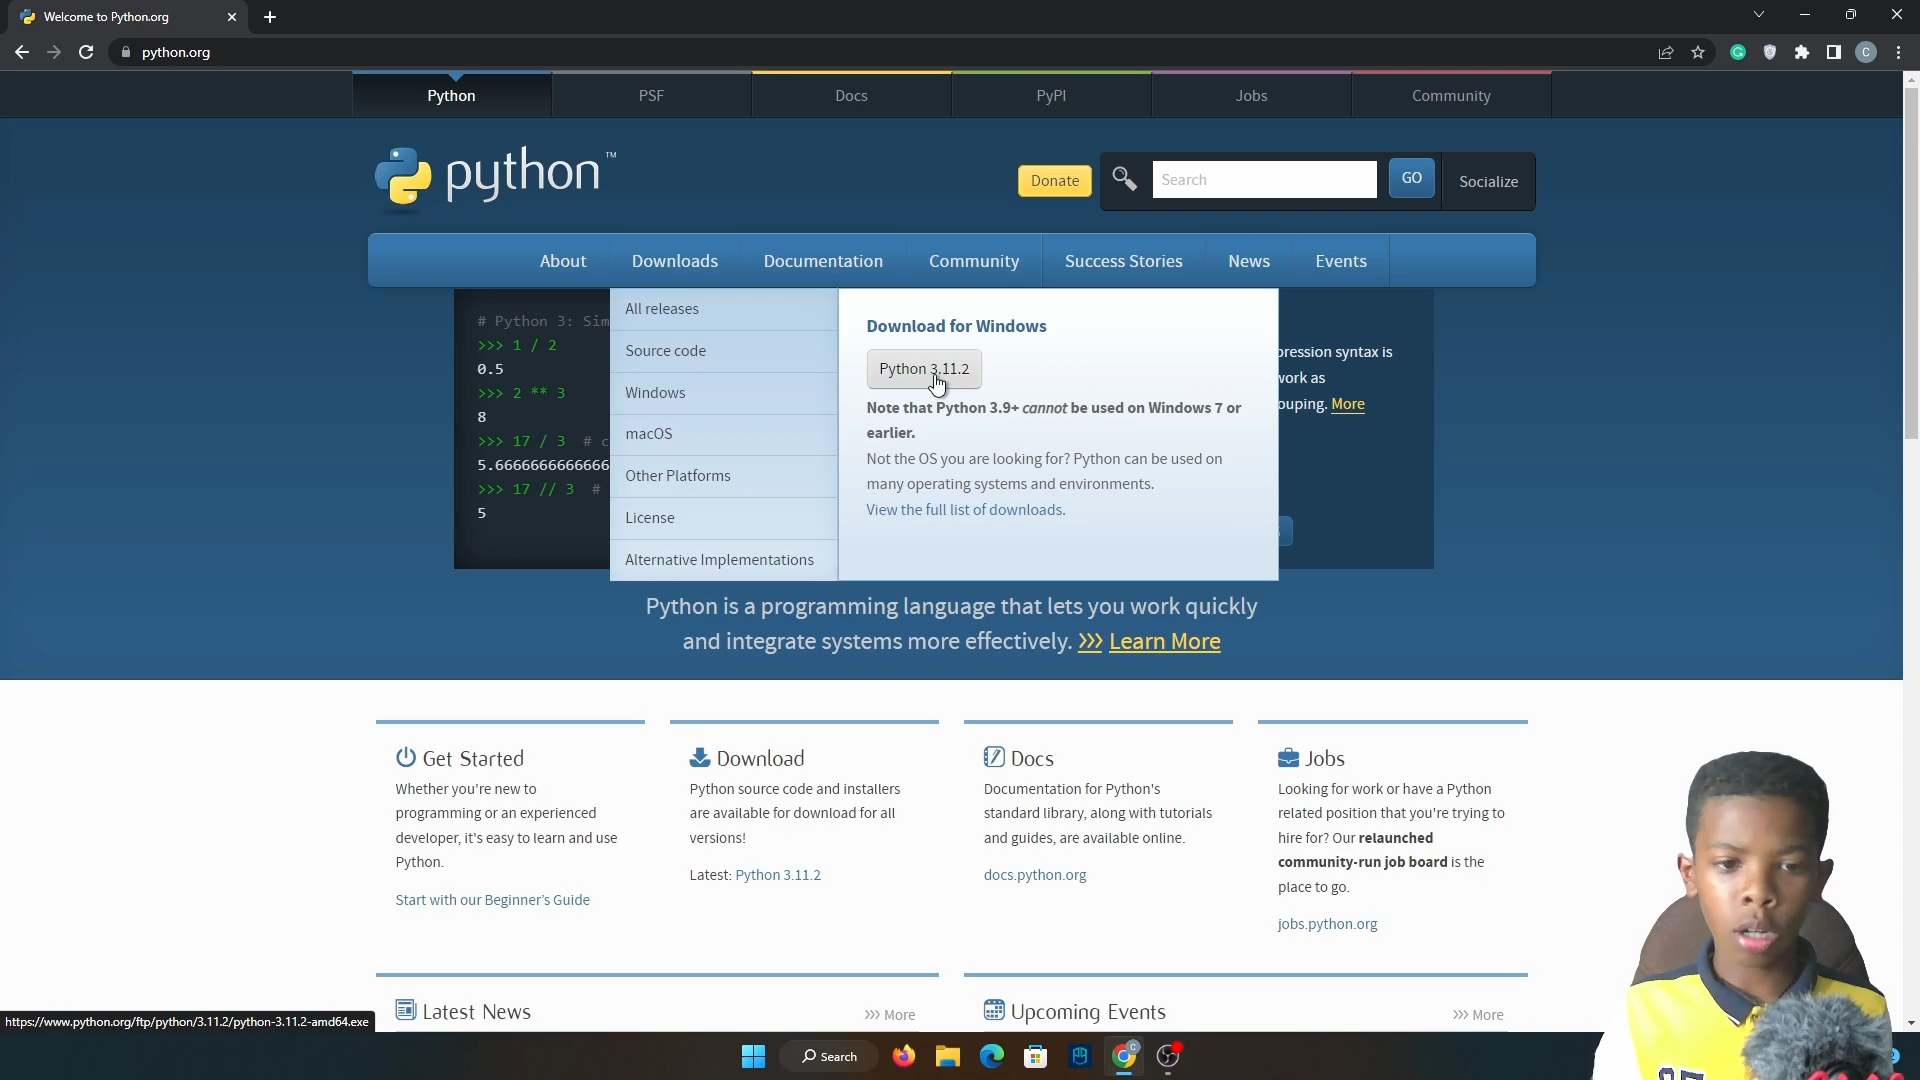 Welcome to Python.org
python.org
C
Python PSF Docs PyPI Jobs Community
python™
Donate
Search
GO
Socialize
About Downloads Documentation Community Success Stories News Events
# Python 3: Sim
>>> 1 / 2
0.5
>>> 2 ** 3
8
>>> 17 / 3 # c
5.6666666666666
>>> 17 // 3 #
5
All releases
Source code
Windows
macOS
Other Platforms
License
Alternative Implementations
Download for Windows
Python 3.11.2
Note that Python 3.9+ cannot be used on Windows 7 or
earlier.
Not the OS you are looking for? Python can be used on
many operating systems and environments.
View the full list of downloads.
pression syntax is
work as
ouping. More
Python is a programming language that lets you work quickly
and integrate systems more effectively. >>> Learn More
Get Started
Whether you're new to
programming or an experienced
developer, it's easy to learn and use
Python.
Start with our Beginner's Guide
Download
Python source code and installers
are available for download for all
versions!
Latest: Python 3.11.2
Docs
Documentation for Python's
standard library, along with tutorials
and guides, are available online.
docs.python.org
Jobs
Looking for work or have a Python
related position that you're trying to
hire for? Our relaunched
community-run job board is the
place to go.
jobs.python.org
Latest News
>>> More
Upcoming Events
>>> More
https://www.python.org/ftp/python/3.11.2/python-3.11.2-amd64.exe
Search
C
2